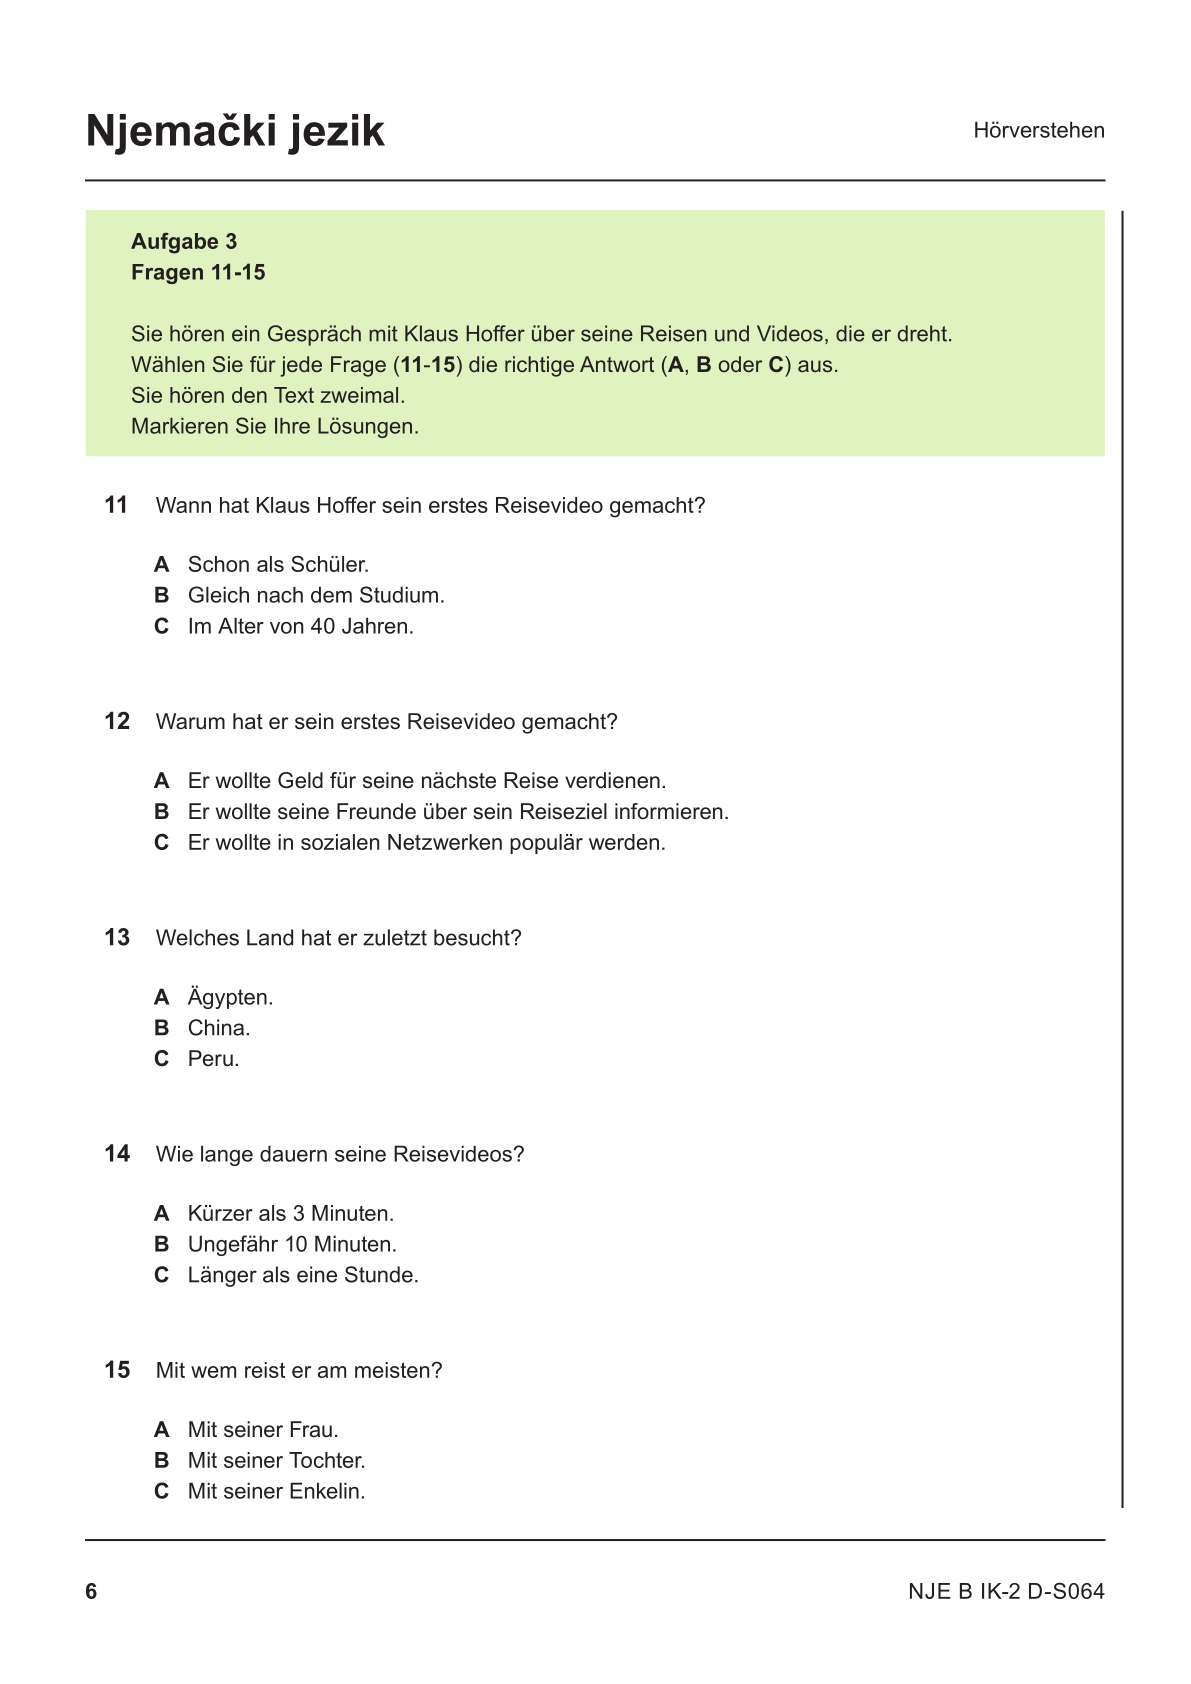 Njemački jezik
Hörverstehen
Aufgabe 3
Fragen 11-15
Sie hören ein Gespräch mit Klaus Hoffer über seine Reisen und Videos, die er dreht.
Wählen Sie für jede Frage (11-15) die richtige Antwort (A, B oder C) aus.
Sie hören den Text zweimal.
Markieren Sie Ihre Lösungen.
11 Wann hat Klaus Hoffer sein erstes Reisevideo gemacht?
A Schon als Schüler.
B Gleich nach dem Studium.
C Im Alter von 40 Jahren.
12 Warum hat er sein erstes Reisevideo gemacht?
A Er wollte Geld für seine nächste Reise verdienen.
B Er wollte seine Freunde über sein Reiseziel informieren.
C Er wollte in sozialen Netzwerken populär werden.
13 Welches Land hat er zuletzt besucht?
A Ägypten.
B China.
C Peru.
14 Wie lange dauern seine Reisevideos?
A Kürzer als 3 Minuten.
B Ungefähr 10 Minuten.
C Länger als eine Stunde.
15 Mit wem reist er am meisten?
A Mit seiner Frau.
B Mit seiner Tochter.
C Mit seiner Enkelin.
6
NJE B IK-2 D-S064